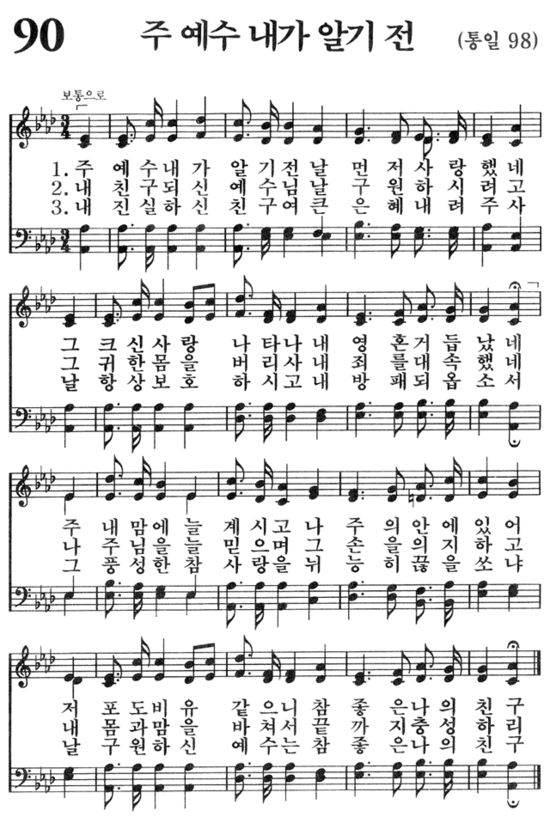 90 주 예수 내가 알기 전 (통일 98)
보통으로
1. 주 예 수 내 가 알 기 전 날 먼 저 사 랑 했 네
2. 내 친 구 되 신 예 수 님 날 구 원 하 시 려 고
3. 내 진 실 하 신 친 구 여 큰 은 혜 내 려 주 사
그 크 신 사 랑 나 타 나 내 영 혼 거 듭 났 네
그 귀 한 몸 을 버 리 사 내 죄 를 대 속 했 네
날 항 상 보 호 하 시 고 내 방 패 되 옵 소 서
주 내 맘 에 늘 계 시 고 나 주 의 안 에 있 어
나 주 님 을 늘 믿 으 며 그 손 을 의 지 하 고
그 풍 성 한 참 사 랑 을 뉘 능 히 끊 을 쏘 냐
저 포 도 비 유 같 으 니 참 좋 은 나 의 친 구
내 몸 과 맘 을 바 쳐 서 끝 까 지 충 성 하 리
날 구 원 하 신 예 수 는 참 좋 은 나 의 친 구